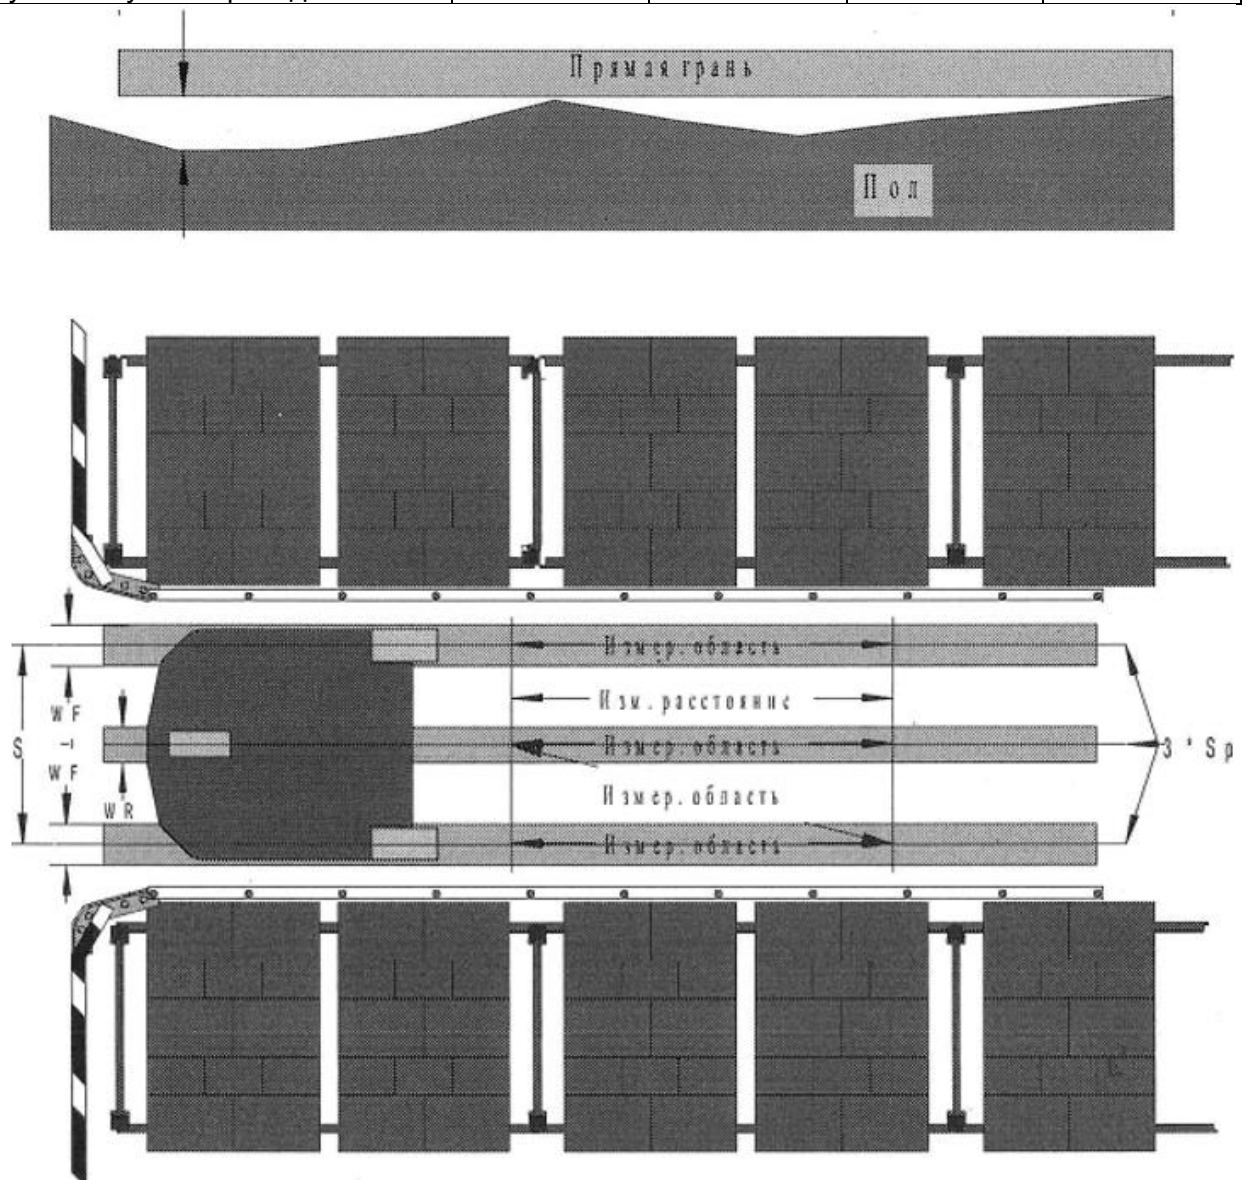 Прямая грань
Пол
Измер. область
Изм. расстояние
WF
S
Измер. область
3 * Sp
WF
Измер. область
WR
Измер. область